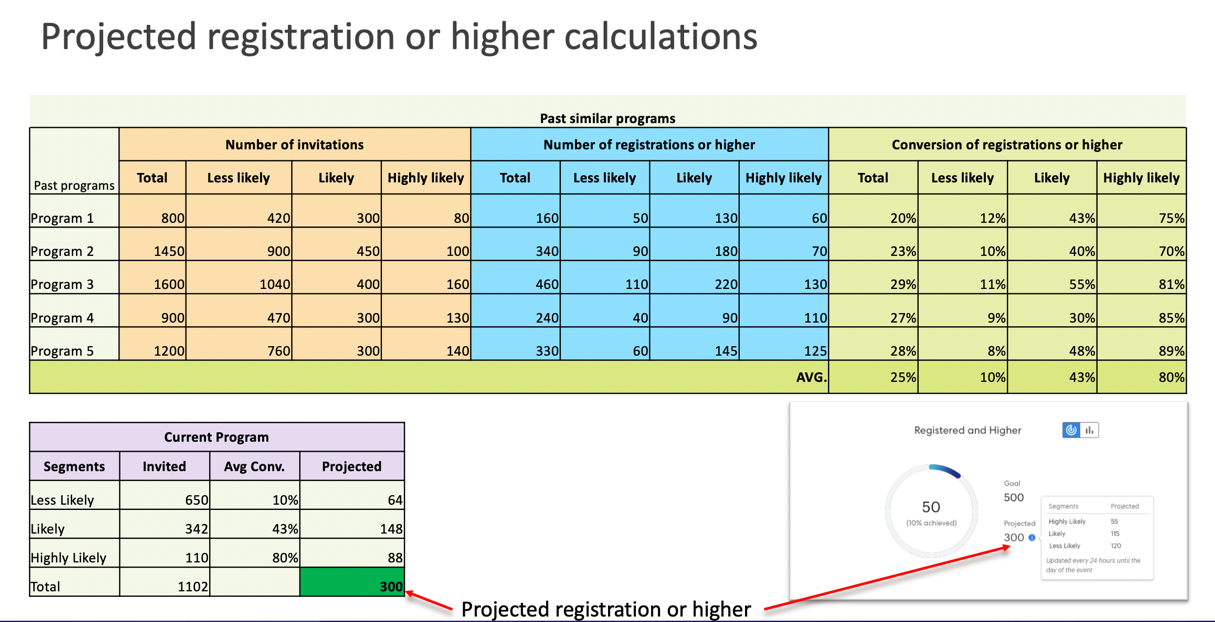 Projected registration or higher calculations
Past similar programs
Past programs Number of invitations Number of registrations or higher Conversion of registrations or higher
Total Less likely Likely Highly likely Total Less likely Likely Highly likely Total Less likely Likely Highly likely
Program 1 800 420 300 80 160 50 130 60 20% 12% 43% 75%
Program 2 1450 900 450 100 340 90 180 70 23% 10% 40% 70%
Program 3 1600 1040 400 160 460 110 220 130 29% 11% 55% 81%
Program 4 900 470 300 130 240 40 90 110 27% 9% 30% 85%
Program 5 1200 760 300 140 330 60 145 125 28% 8% 48% 89%
AVG. 25% 10% 43% 80%
Current Program
Segments Invited Avg Conv. Projected
Less Likely 650 10% 64
Likely 342 43% 148
Highly Likely 110 80% 88
Total 1102 300
Registered and Higher
50
(10% achieved)
Goal
500
Projected
300
Segments Projected
Highly Likely 55
Likely 115
Less Likely 120
Updated every 24 hours until the
day of the event
Projected registration or higher